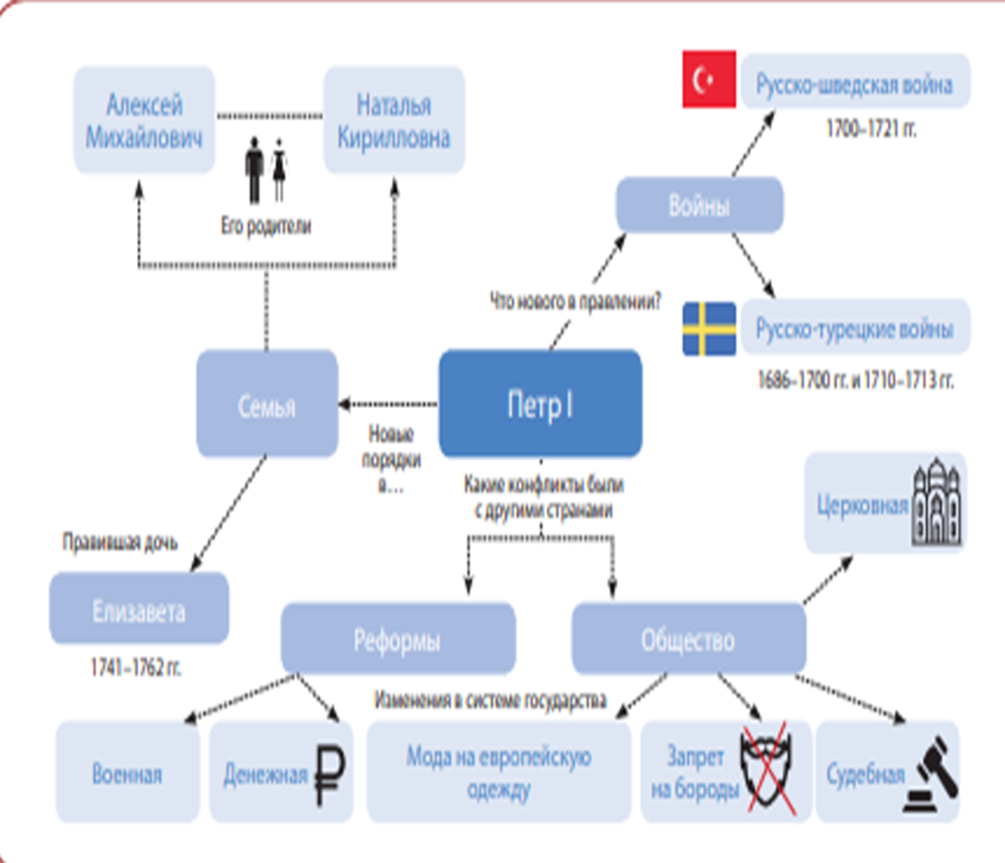 Алексей
Михайлович
Наталья
Кирилловна
Его родители
Русско-шведская война
1700–1721 гг.
Войны
Что нового в правлении?
Русско-турецкие войны
1686–1700 гг. и 1710–1713 гг.
Семья
Петр I
Новые
порядки
в...
Какие конфликты были
с другими странами
Церковная
Правившая дочь
Елизавета
1741–1762 гг.
Реформы
Общество
Изменения в системе государства
Военная
Денежная
Мода на европейскую
одежду
Запрет
на бороды
Судебная